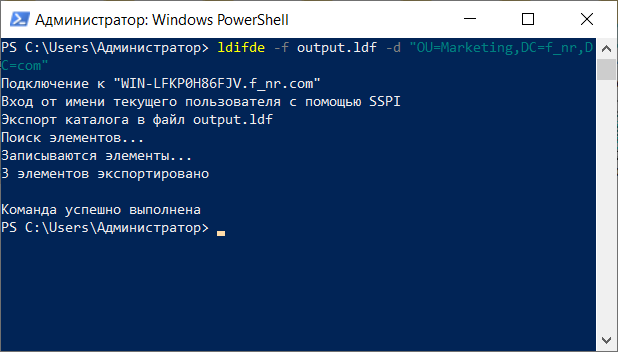 Администратор: Windows PowerShell
PS C:\Users\Администратор> ldifde -f output.ldf -d "OU=Marketing,DC=f_nr,D
C=com"
Подключение к "WIN-LFKP0H86FJV.f_nr.com"
Вход от имени текущего пользователя с помощью SSPI
Экспорт каталога в файл output.ldf
Поиск элементов...
Записываются элементы...
3 элементов экспортировано
Команда успешно выполнена
PS C:\Users\Администратор>